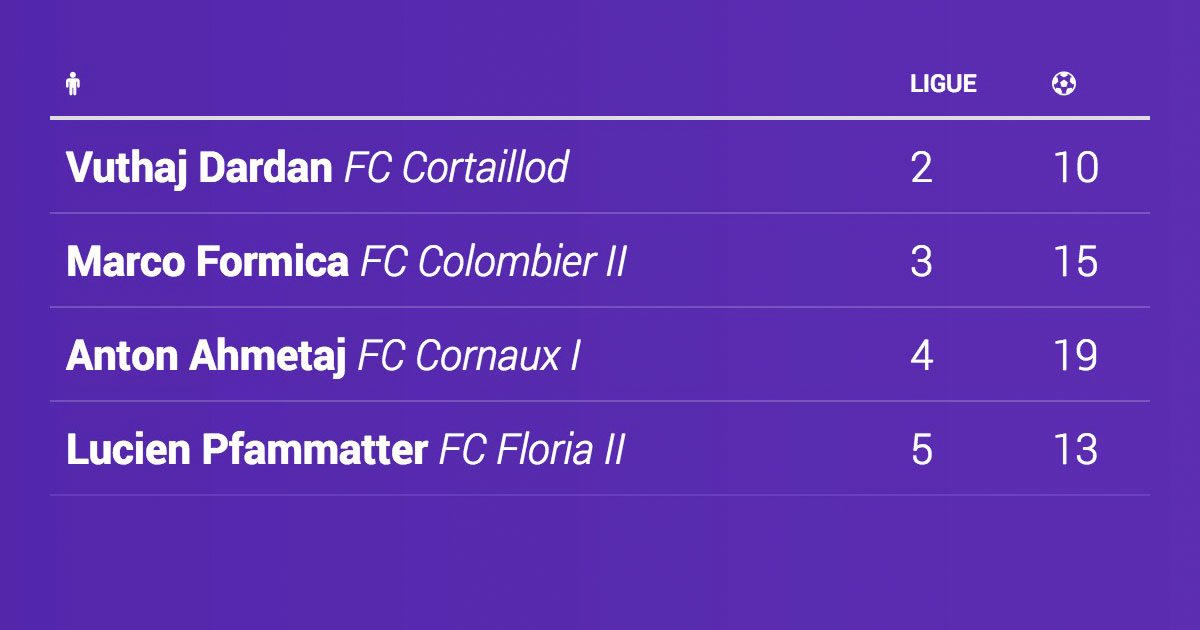 LIGUE
Vuthaj Dardan FC Cortaillod 2 10
Marco Formica FC Colombier II 3 15
Anton Ahmetaj FC Cornaux I 4 19
Lucien Pfammatter FC Floria II 5 13